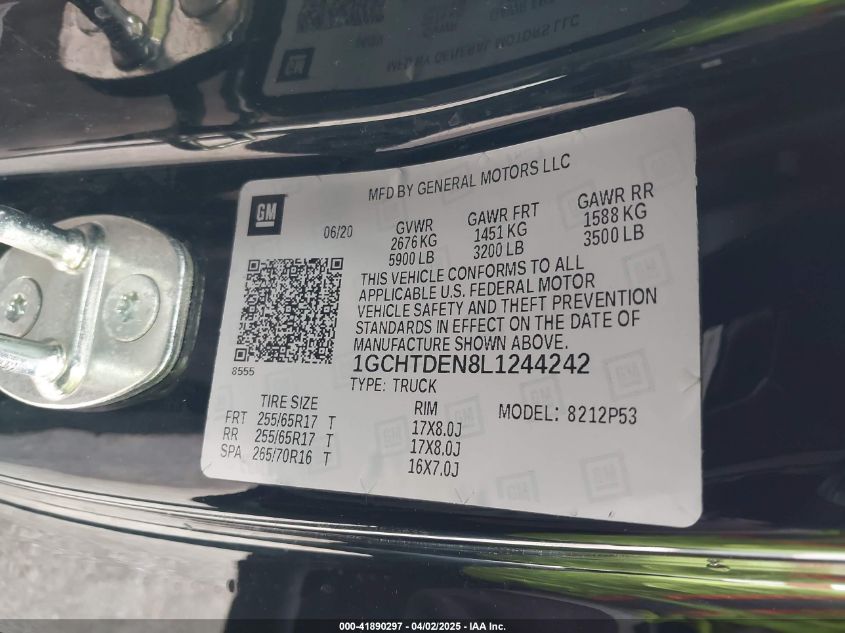 MFD BY GENERAL MOTORS LLC
GM
06/20
GVWR GAWR FRT GAWR RR
2676 KG 1451 KG 1588 KG
5900 LB 3200 LB 3500 LB
THIS VEHICLE CONFORMS TO ALL
APPLICABLE U.S. FEDERAL MOTOR
VEHICLE SAFETY AND THEFT PREVENTION
STANDARDS IN EFFECT ON THE DATE OF
MANUFACTURE SHOWN ABOVE.
8555
1GCHTDEN8L1244242
TYPE: TRUCK
TIRE SIZE RIM MODEL: 8212P53
FRT 255/65R17 T 17X8.0J
RR 255/65R17 T 17X8.0J
SPA 265/70R16 T 16X7.0J
000-41890297 - 04/02/2025 - IAA Inc.